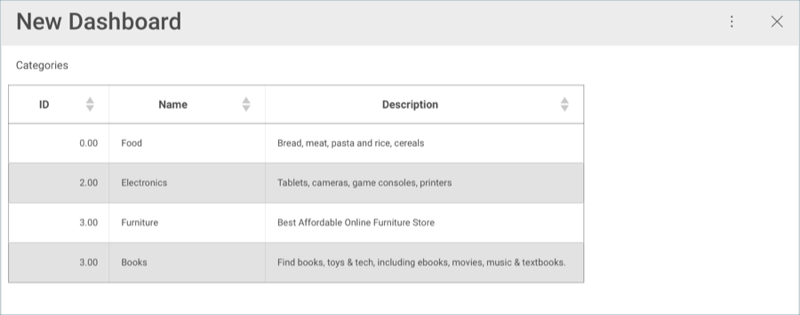 New Dashboard
Categories
ID Name Description
0.00 Food Bread, meat, pasta and rice, cereals
2.00 Electronics Tablets, cameras, game consoles, printers
3.00 Furniture Best Affordable Online Furniture Store
3.00 Books Find books, toys & tech, including ebooks, movies, music & textbooks.